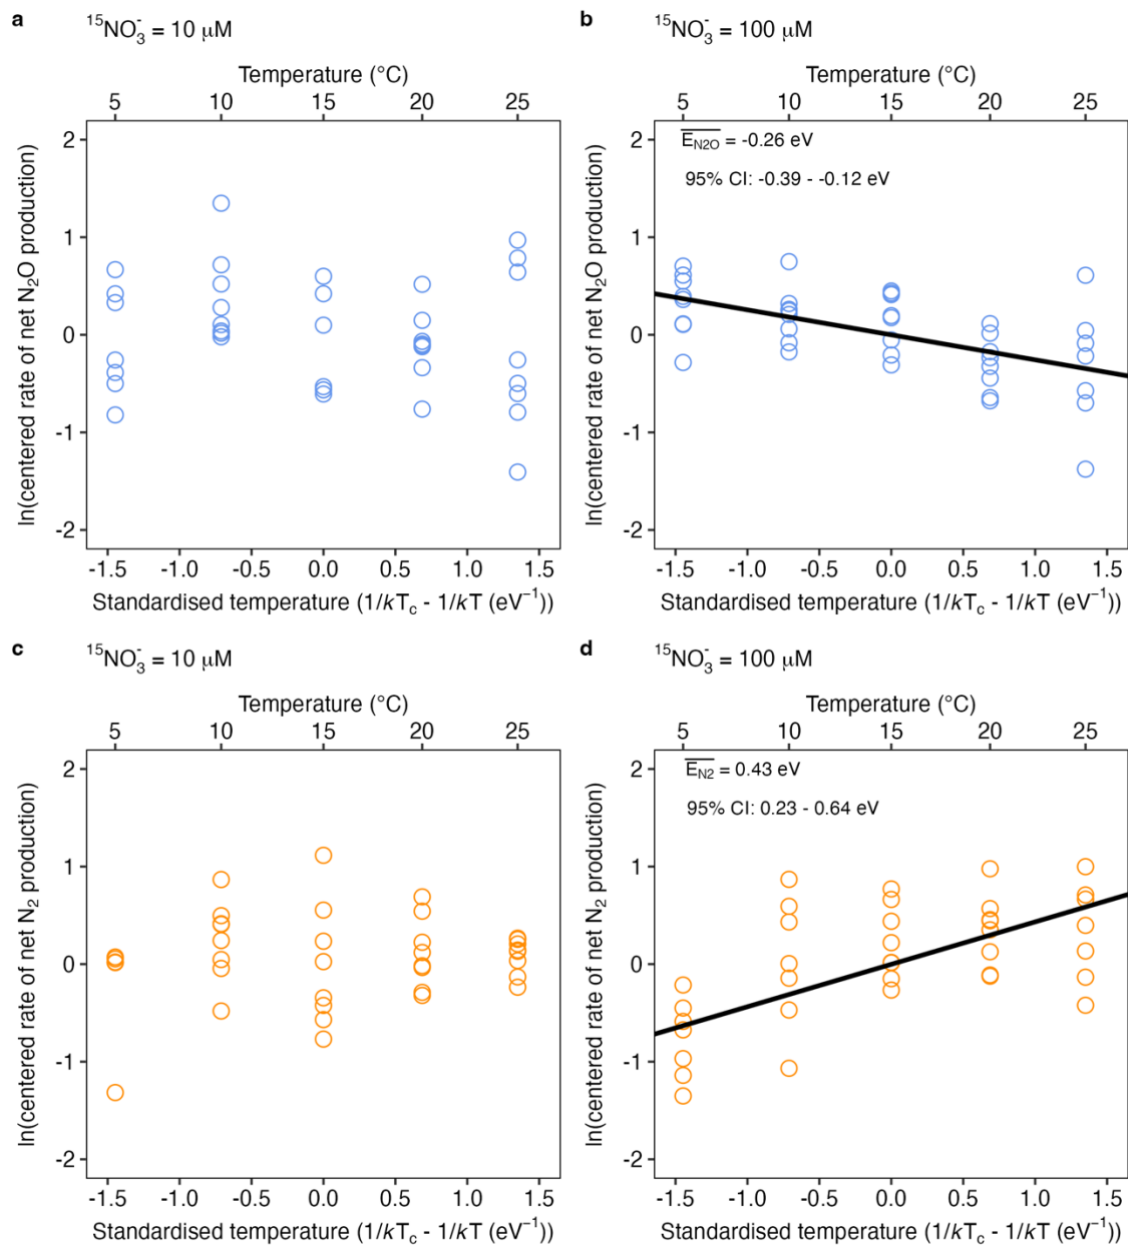 a
¹⁵NO₃⁻ = 10 μM
Temperature (°C)
5 10 15 20 25
ln(centered rate of net N₂O production)
2
1
0
-1
-2
-1.5 -1.0 -0.5 0.0 0.5 1.0 1.5
Standardised temperature (1/kT_c - 1/kT (eV⁻¹))
b
¹⁵NO₃⁻ = 100 μM
Temperature (°C)
5 10 15 20 25
E_N2O = -0.26 eV
95% CI: -0.39 - -0.12 eV
ln(centered rate of net N₂O production)
2
1
0
-1
-2
-1.5 -1.0 -0.5 0.0 0.5 1.0 1.5
Standardised temperature (1/kT_c - 1/kT (eV⁻¹))
c
¹⁵NO₃⁻ = 10 μM
Temperature (°C)
5 10 15 20 25
ln(centered rate of net N₂ production)
2
1
0
-1
-2
-1.5 -1.0 -0.5 0.0 0.5 1.0 1.5
Standardised temperature (1/kT_c - 1/kT (eV⁻¹))
d
¹⁵NO₃⁻ = 100 μM
Temperature (°C)
5 10 15 20 25
E_N2 = 0.43 eV
95% CI: 0.23 - 0.64 eV
ln(centered rate of net N₂ production)
2
1
0
-1
-2
-1.5 -1.0 -0.5 0.0 0.5 1.0 1.5
Standardised temperature (1/kT_c - 1/kT (eV⁻¹))